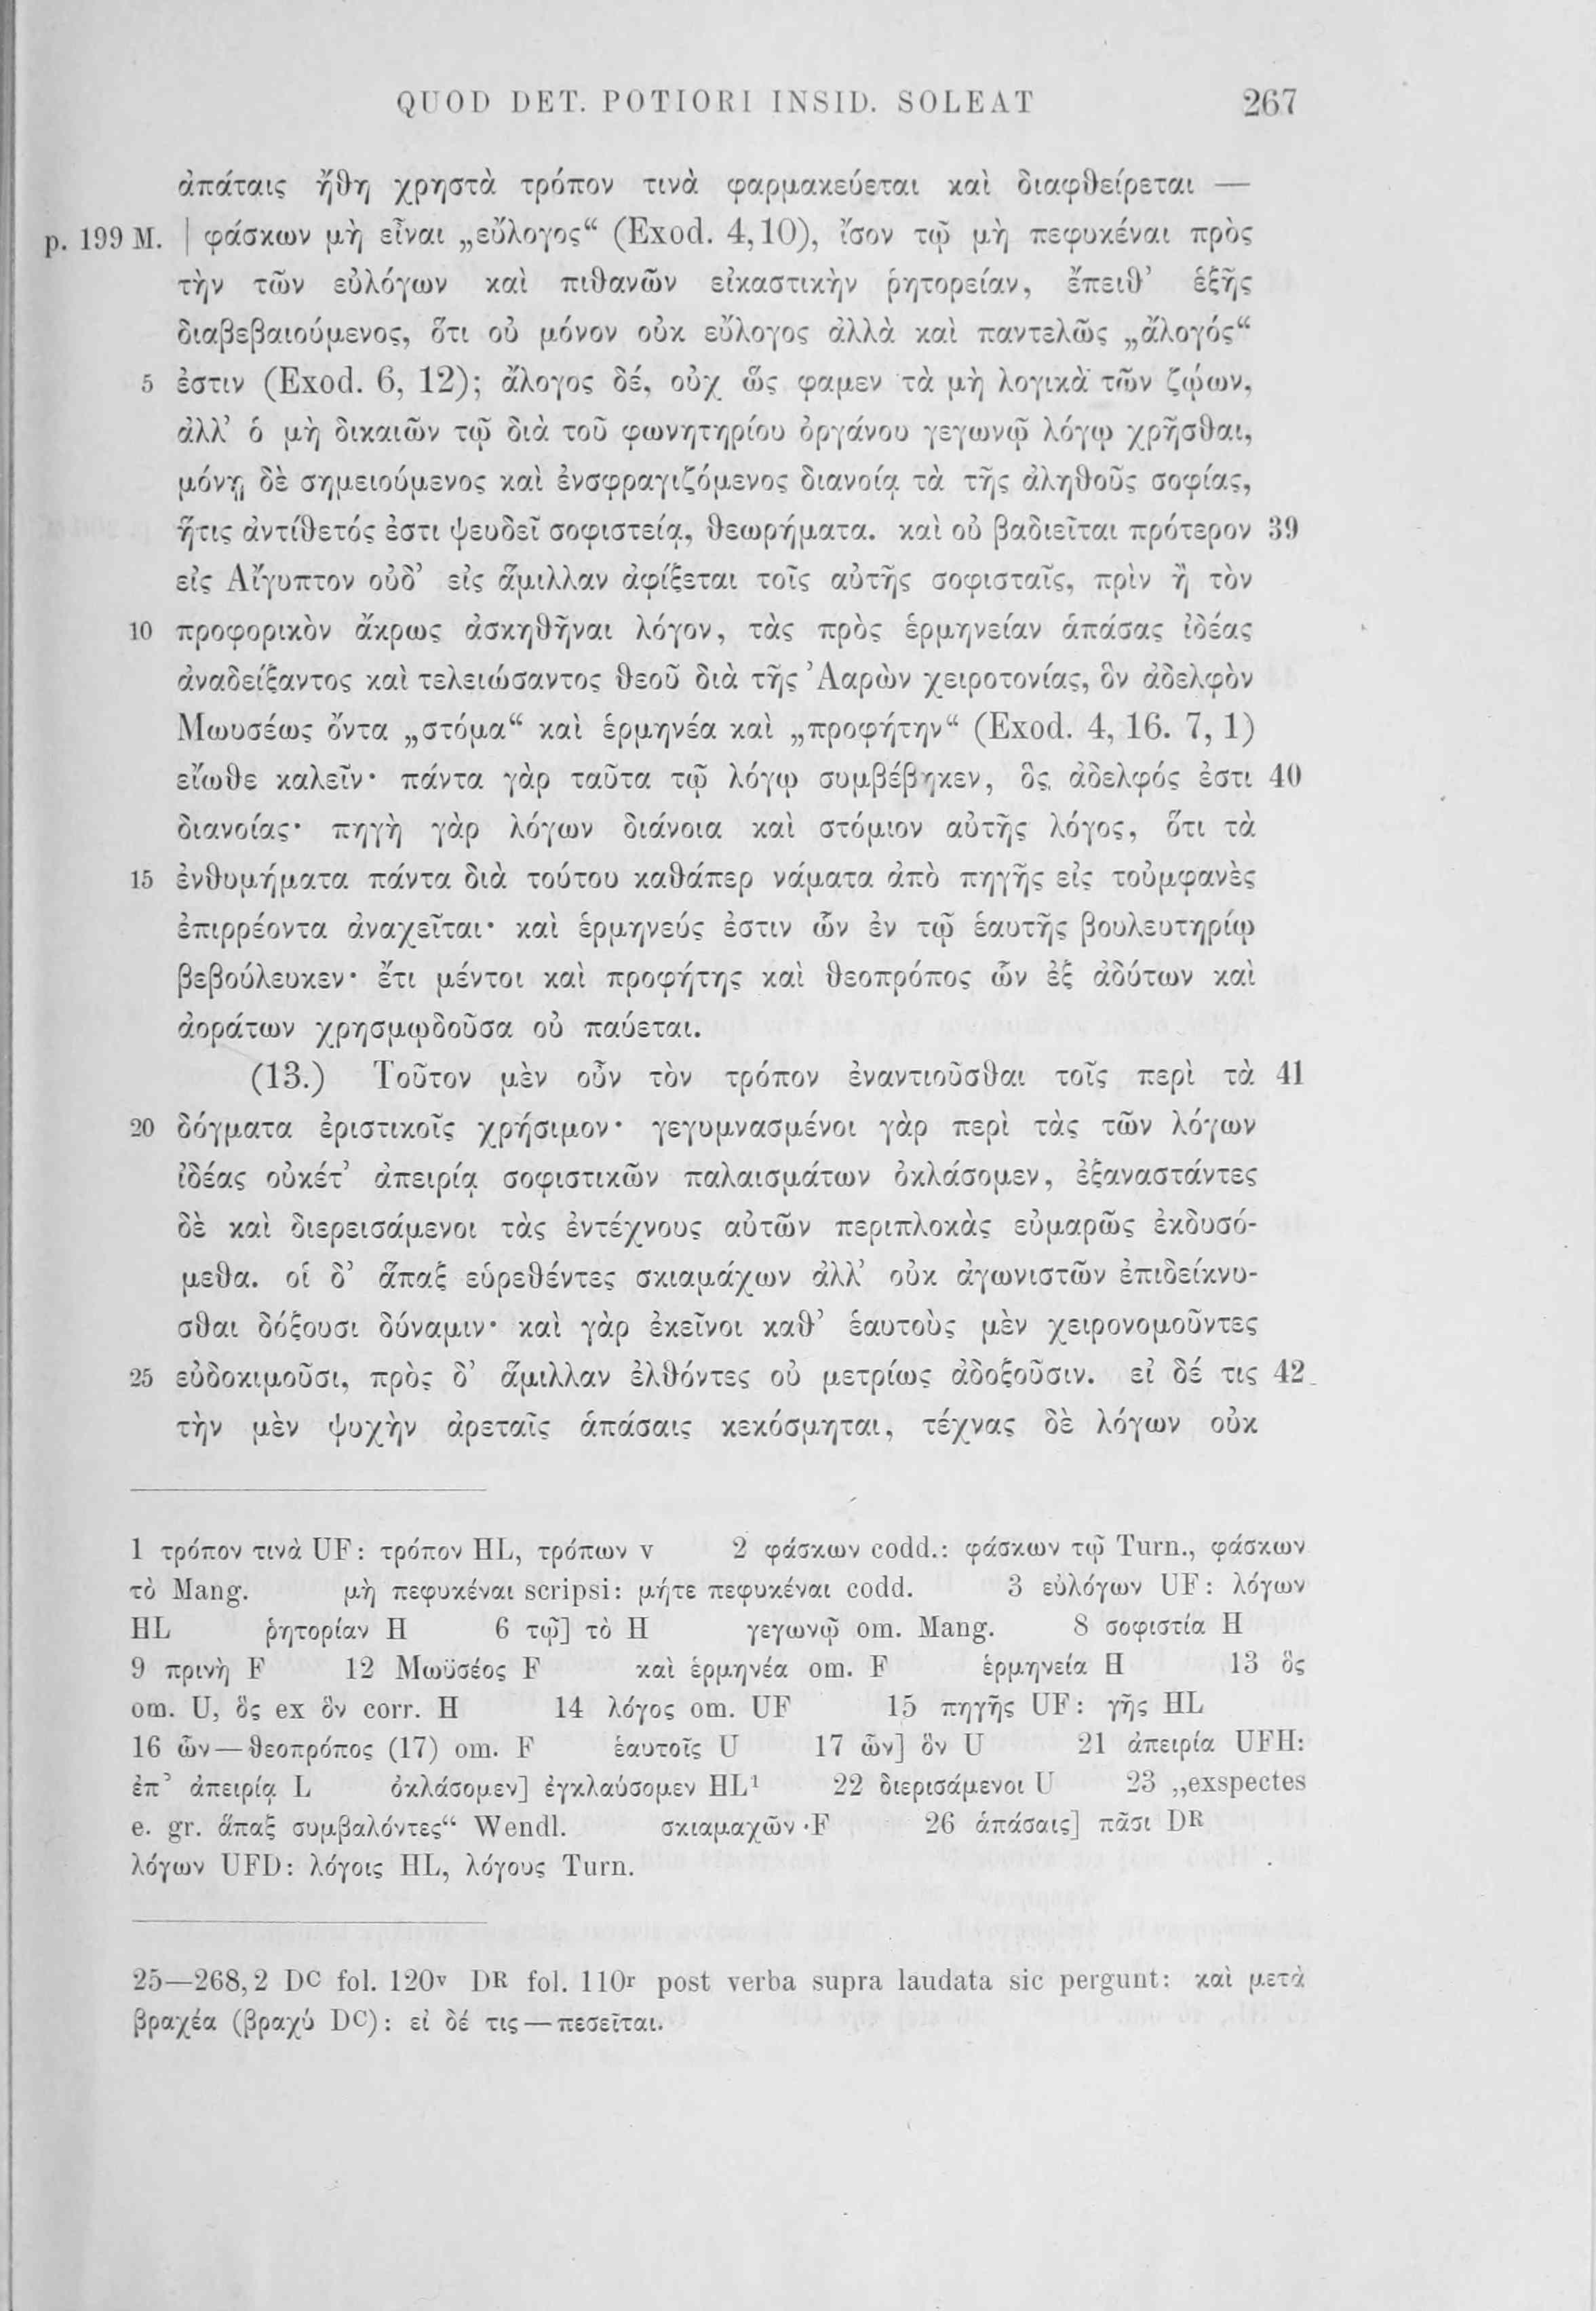 QUOD DET. POTIORI INSID. SOLEAT 267
ἀπάταις ἤθη χρηστὰ τρόπον τινὰ φαρμακεύεται καὶ διαφθείρεται —
p. 199 M. | φάσκων μὴ εἶναι „εὔλογος“ (Exod. 4,10), ἴσον τῷ μὴ πεφυκέναι πρὸς
τὴν τῶν εὐλόγων καὶ πιθανῶν εἰκαστικὴν ῥητορείαν, ἔπειθ’ ἑξῆς
διαβεβαιούμενος, ὅτι οὐ μόνον οὐκ εὔλογος ἀλλὰ καὶ παντελῶς „ἄλογός“
5 ἐστιν (Exod. 6, 12); ἄλογος δέ, οὐχ ὥς φαμεν τὰ μὴ λογικὰ τῶν ζῴων,
ἀλλ’ ὁ μὴ δικαιῶν τῷ διὰ τοῦ φωνητηρίου ὀργάνου γεγωνῷ λόγῳ χρῆσθαι,
μόνῃ δὲ σημειούμενος καὶ ἐνσφραγιζόμενος διανοίᾳ τὰ τῆς ἀληθοῦς σοφίας,
ἥτις ἀντίθετός ἐστι ψευδεῖ σοφιστείᾳ, θεωρήματα. καὶ οὐ βαδιεῖται πρότερον 39
εἰς Αἴγυπτον οὐδ’ εἰς ἅμιλλαν ἀφίξεται τοῖς αὐτῆς σοφισταῖς, πρὶν ἢ τὸν
10 προφορικὸν ἄκρως ἀσκηθῆναι λόγον, τὰς πρὸς ἑρμηνείαν ἁπάσας ἰδέας
ἀναδείξαντος καὶ τελειώσαντος θεοῦ διὰ τῆς Ἀαρὼν χειροτονίας, ὃν ἀδελφὸν
Μωυσέως ὄντα „στόμα“ καὶ ἑρμηνέα καὶ „προφήτην“ (Exod. 4, 16. 7, 1)
εἴωθε καλεῖν· πάντα γὰρ ταῦτα τῷ λόγῳ συμβέβηκεν, ὃς ἀδελφός ἐστι 40
διανοίας· πηγὴ γὰρ λόγων διάνοια καὶ στόμιον αὐτῆς λόγος, ὅτι τὰ
15 ἐνθυμήματα πάντα διὰ τούτου καθάπερ νάματα ἀπὸ πηγῆς εἰς τοὐμφανὲς
ἐπιρρέοντα ἀναχεῖται· καὶ ἑρμηνεύς ἐστιν ὧν ἐν τῷ ἑαυτῆς βουλευτηρίῳ
βεβούλευκεν· ἔτι μέντοι καὶ προφήτης καὶ θεοπρόπος ὧν ἐξ ἀδύτων καὶ
ἀοράτων χρησμῳδοῦσα οὐ παύεται.
(13.) Τοῦτον μὲν οὖν τὸν τρόπον ἐναντιοῦσθαι τοῖς περὶ τὰ 41
20 δόγματα ἐριστικοῖς χρήσιμον· γεγυμνασμένοι γὰρ περὶ τὰς τῶν λόγων
ἰδέας οὐκέτ’ ἀπειρίᾳ σοφιστικῶν παλαισμάτων ὀκλάσομεν, ἐξαναστάντες
δὲ καὶ διερεισάμενοι τὰς ἐντέχνους αὐτῶν περιπλοκὰς εὐμαρῶς ἐκδυσό-
μεθα. οἱ δ’ ἅπαξ εὑρεθέντες σκιαμάχων ἀλλ’ οὐκ ἀγωνιστῶν ἐπιδείκνυ-
σθαι δόξουσι δύναμιν· καὶ γὰρ ἐκεῖνοι καθ’ ἑαυτοὺς μὲν χειρονομοῦντες
25 εὐδοκιμοῦσι, πρὸς δ’ ἅμιλλαν ἐλθόντες οὐ μετρίως ἀδοξοῦσιν. εἰ δέ τις 42
τὴν μὲν ψυχὴν ἀρεταῖς ἁπάσαις κεκόσμηται, τέχνας δὲ λόγων οὐκ
1 τρόπον τινὰ UF: τρόπον HL, τρόπων v 2 φάσκων codd.: φάσκων τῷ Turn., φάσκων
τὸ Mang. μὴ πεφυκέναι scripsi: μήτε πεφυκέναι codd. 3 εὐλόγων UF: λόγων
HL ῥητορίαν H 6 τῷ] τὸ H γεγωνῷ om. Mang. 8 σοφιστία H
9 πρινὴ F 12 Μωϋσέος F καὶ ἑρμηνέα om. F ἑρμηνεία H 13 ὃς
om. U, ὃς ex ὃν corr. H 14 λόγος om. UF 15 πηγῆς UF: γῆς HL
16 ὧν—θεοπρόπος (17) om. F ἑαυτοῖς U 17 ὧν] ὃν U 21 ἀπειρία UFH:
ἐπ’ ἀπειρίᾳ L ὀκλάσομεν] ἐγκλαύσομεν HL¹ 22 διερισάμενοι U 23 „exspectes
e. gr. ἅπαξ συμβαλόντες“ Wendl. σκιαμαχῶν F 26 ἁπάσαις] πᾶσι Dᴿ
λόγων UFD: λόγοις HL, λόγους Turn.
25—268,2 Dᶜ fol. 120ᵛ Dᴿ fol. 110ʳ post verba supra laudata sic pergunt: καὶ μετὰ
βραχέα (βραχύ Dᶜ): εἰ δέ τις — πεσεῖται.